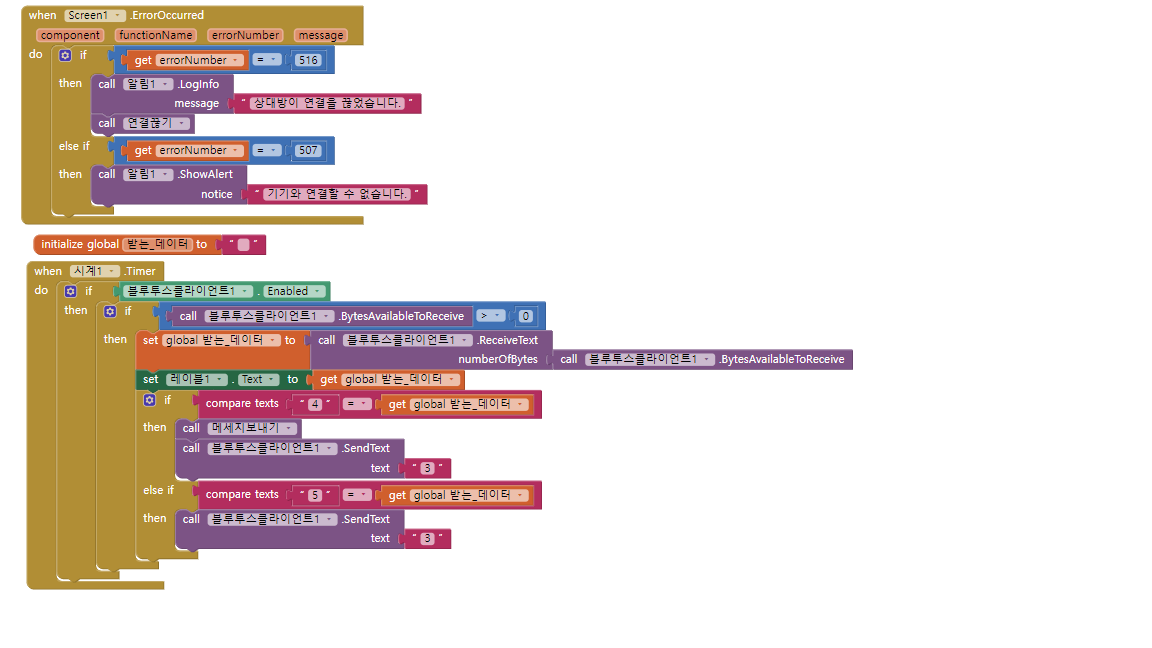 when Screen1 .ErrorOccurred
component functionName errorNumber message
do if get errorNumber = 516
then call 알림1 .LogInfo
message " 상대방이 연결을 끊었습니다. "
call 연결끊기
else if get errorNumber = 507
then call 알림1 .ShowAlert
notice " 기기와 연결할 수 없습니다. "
initialize global 받는_데이터 to " "
when 시계1 .Timer
do if 블루투스클라이언트1 . Enabled
then if call 블루투스클라이언트1 .BytesAvailableToReceive > 0
then set global 받는_데이터 to call 블루투스클라이언트1 .ReceiveText
numberOfBytes call 블루투스클라이언트1 .BytesAvailableToReceive
set 레이블1 . Text to get global 받는_데이터
if compare texts " 4 " = get global 받는_데이터
then call 메세지보내기
call 블루투스클라이언트1 .SendText
text " 3 "
else if compare texts " 5 " = get global 받는_데이터
then call 블루투스클라이언트1 .SendText
text " 3 "